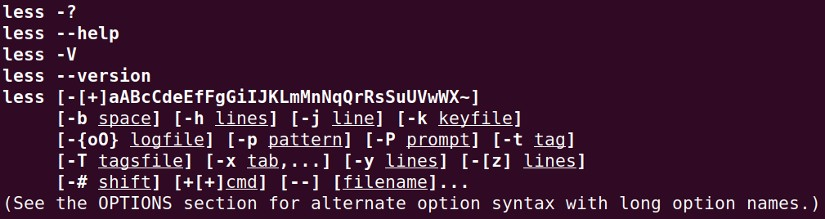 less -?
less --help
less -V
less --version
less [-[+]aABcCdeEfFgGiIJKLmMnNqQrRsSuUVwWX~]
[-b space] [-h lines] [-j line] [-k keyfile]
[-{oO} logfile] [-p pattern] [-P prompt] [-t tag]
[-T tagsfile] [-x tab,...] [-y lines] [-[z] lines]
[-# shift] [+[+]cmd] [--] [filename]...
(See the OPTIONS section for alternate option syntax with long option names.)